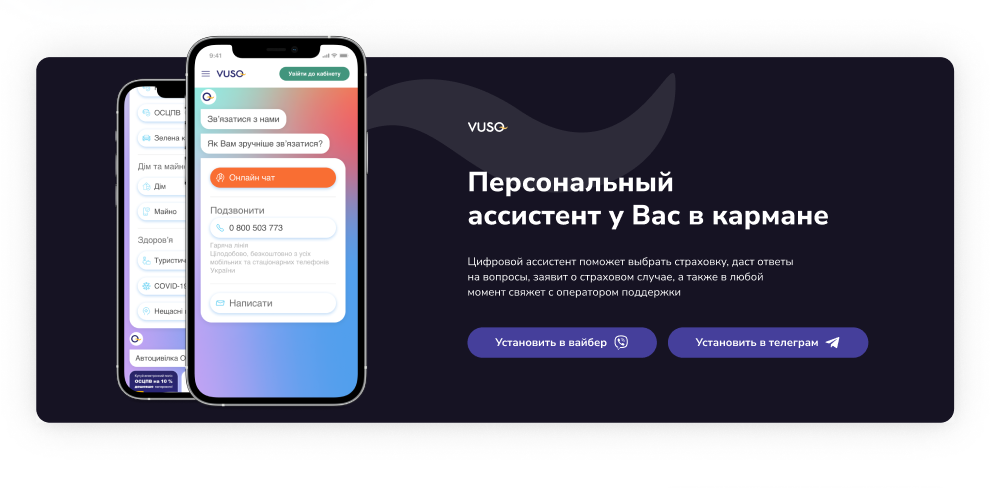 9:41
VUSO
Увійти до кабінету
Зв'язатися з нами
Як Вам зручніше зв'язатися?
Онлайн чат
Подзвонити
0 800 503 773
Гаряча лінія
Цілодобово, безкоштовно з усіх
мобільних та стаціонарних телефонів
України
Написати
ОСЦПВ
Зелена к
Дім та майн
Дім
Майно
Здоров'я
Туристич
COVID-19
Нещасні
Автоцивілка О
ОСЦПВ на 10 %
VUSO
Персональный
ассистент у Вас в кармане
Цифровой ассистент поможет выбрать страховку, даст ответы
на вопросы, заявит о страховом случае, а также в любой
момент свяжет с оператором поддержки
Установить в вайбер
Установить в телеграм